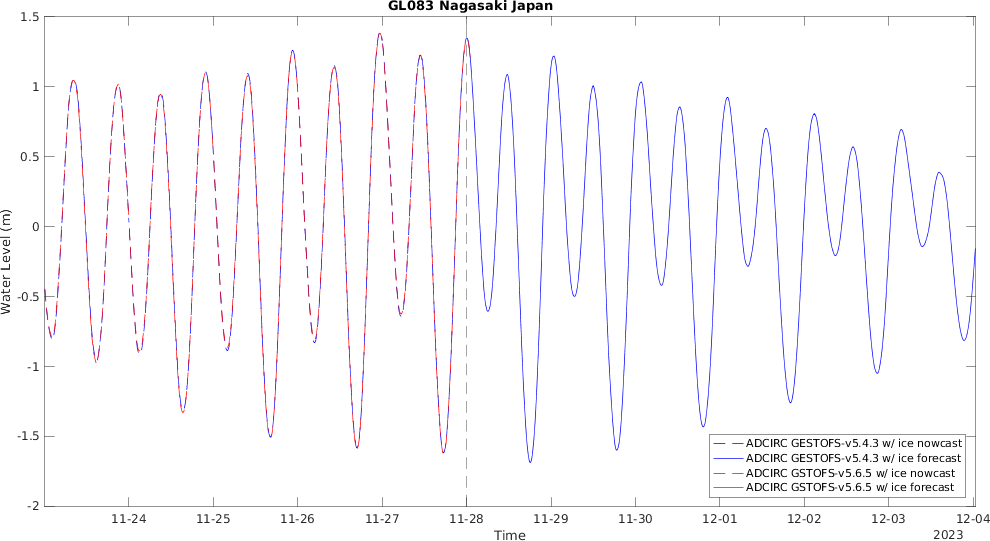 GL083 Nagasaki Japan
1.5
1
0.5
0
-0.5
-1
-1.5
-2
Water Level (m)
11-24
11-25
11-26
11-27
11-28
11-29
11-30
12-01
12-02
12-03
12-04
Time
2023
ADCIRC GESTOFS-v5.4.3 w/ ice nowcast
ADCIRC GESTOFS-v5.4.3 w/ ice forecast
ADCIRC GSTOFS-v5.6.5 w/ ice nowcast
ADCIRC GSTOFS-v5.6.5 w/ ice forecast